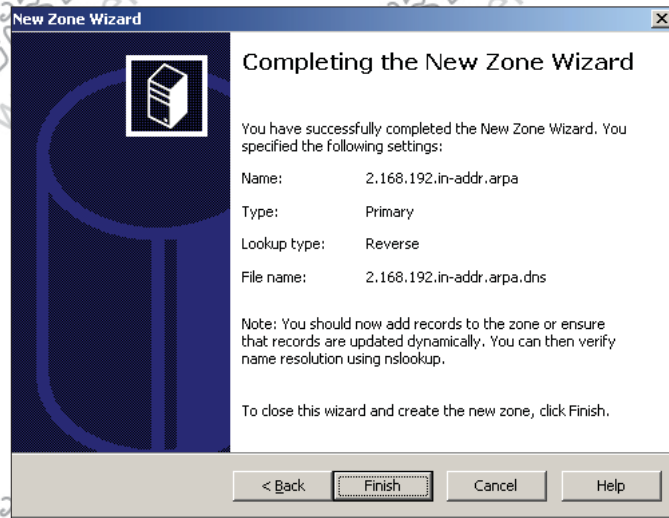 New Zone Wizard
Completing the New Zone Wizard
You have successfully completed the New Zone Wizard. You
specified the following settings:
Name: 2.168.192.in-addr.arpa
Type: Primary
Lookup type: Reverse
File name: 2.168.192.in-addr.arpa.dns
Note: You should now add records to the zone or ensure
that records are updated dynamically. You can then verify
name resolution using nslookup.
To close this wizard and create the new zone, click Finish.
< Back Finish Cancel Help